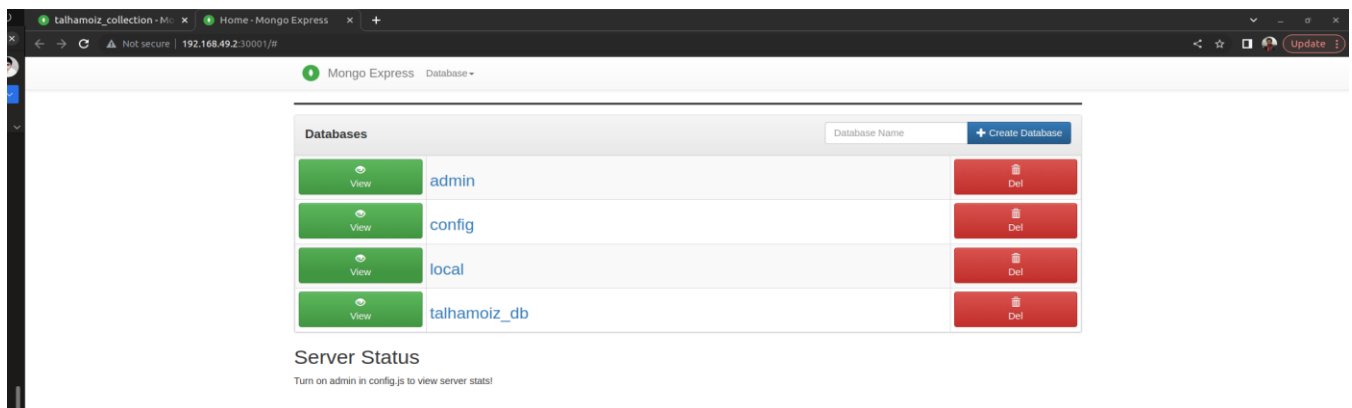 talhamoiz_collection - Mo
Home - Mongo Express
Not secure | 192.168.49.2:30001/#
Update
Mongo Express Database
Databases
Database Name
Create Database
View admin Del
View config Del
View local Del
View talhamoiz_db Del
Server Status
Turn on admin in config.js to view server stats!